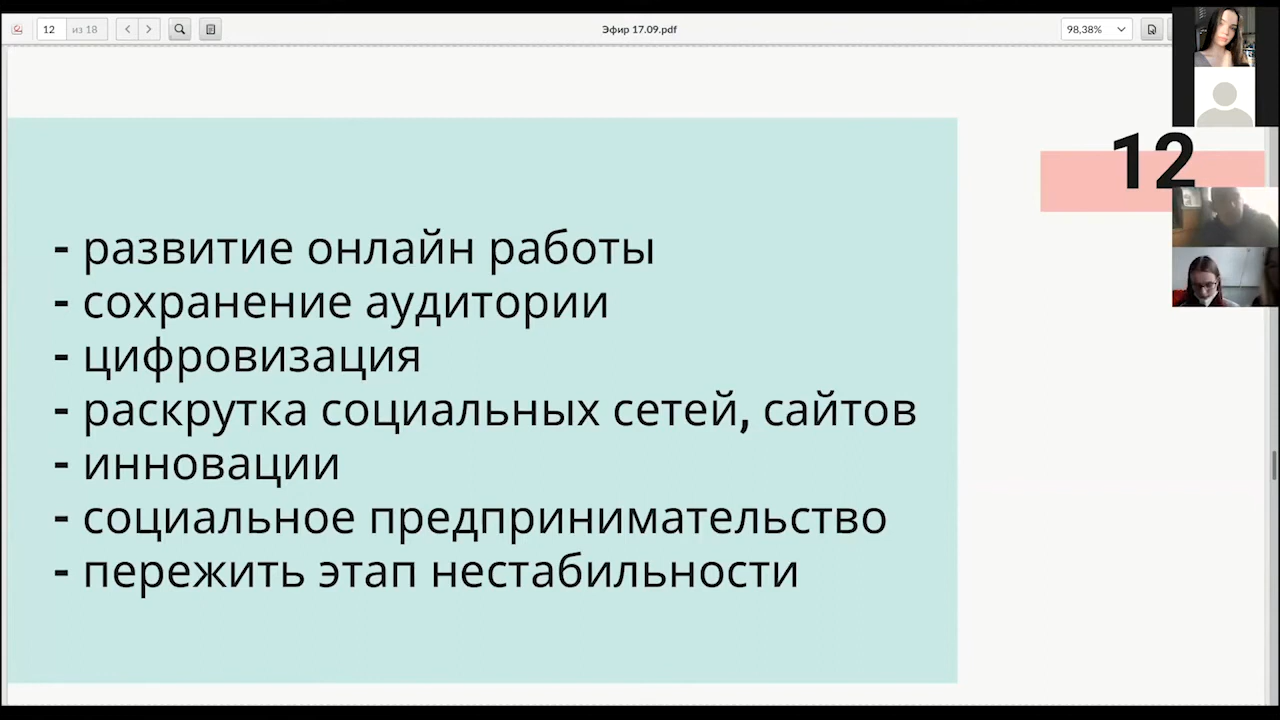 12 из 18 Эфир 17.09.pdf 98,38%
12
- развитие онлайн работы
- сохранение аудитории
- цифровизация
- раскрутка социальных сетей, сайтов
- инновации
- социальное предпринимательство
- пережить этап нестабильности